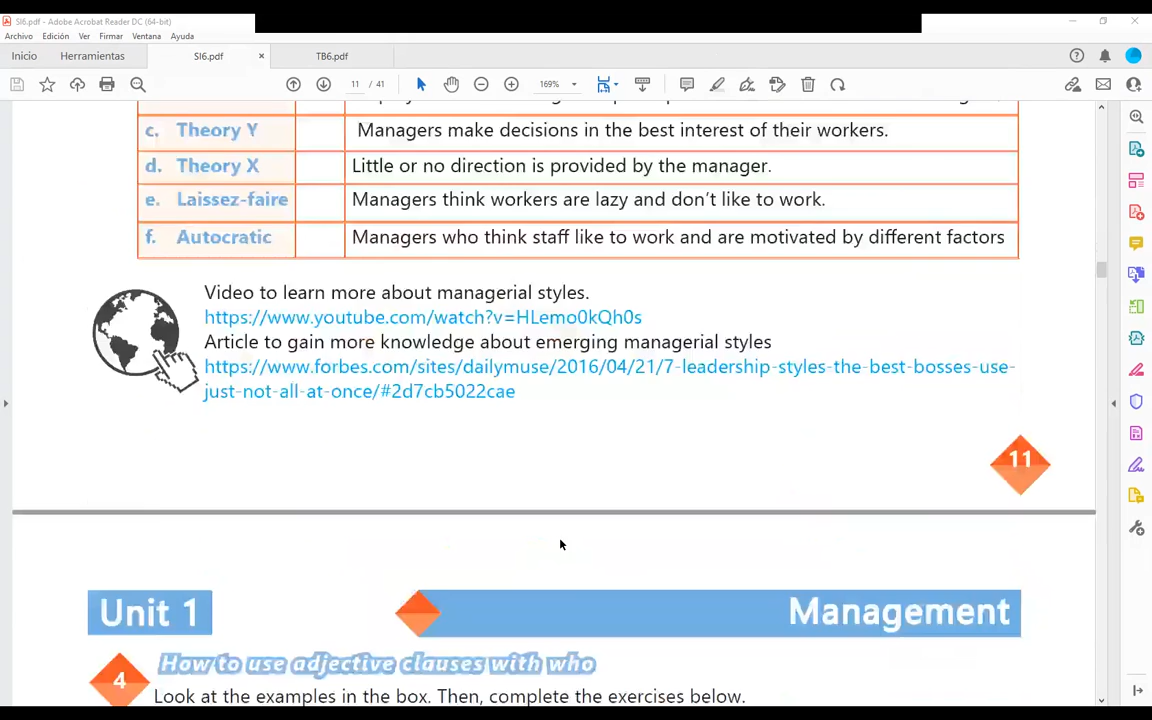 SI6.pdf - Adobe Acrobat Reader DC (64-bit)
Archivo Edición Ver Firmar Ventana Ayuda
Inicio Herramientas SI6.pdf × TB6.pdf
11 / 41 169%
c. Theory Y Managers make decisions in the best interest of their workers.
d. Theory X Little or no direction is provided by the manager.
e. Laissez-faire Managers think workers are lazy and don't like to work.
f. Autocratic Managers who think staff like to work and are motivated by different factors
Video to learn more about managerial styles.
https://www.youtube.com/watch?v=HLemo0kQh0s
Article to gain more knowledge about emerging managerial styles
https://www.forbes.com/sites/dailymuse/2016/04/21/7-leadership-styles-the-best-bosses-use-
just-not-all-at-once/#2d7cb5022cae
11
Unit 1 Management
4 How to use adjective clauses with who
Look at the examples in the box. Then, complete the exercises below.